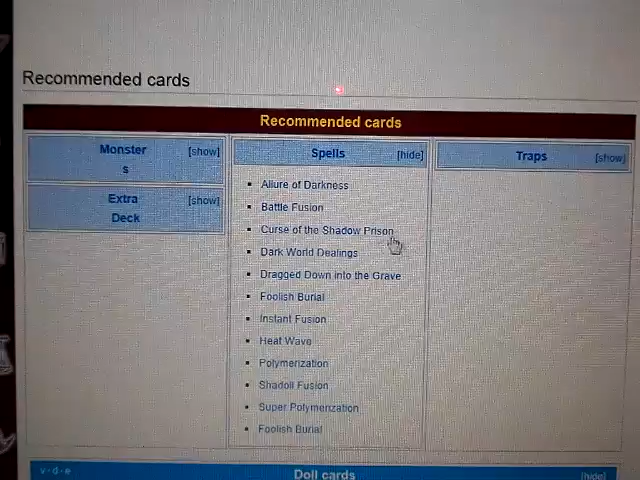 Recommended cards
Recommended cards
Monster
s
[show]
Extra
Deck
[show]
Spells [hide]
Allure of Darkness
Battle Fusion
Curse of the Shadow Prison
Dark World Dealings
Dragged Down into the Grave
Foolish Burial
Instant Fusion
Heat Wave
Polymerization
Shadoll Fusion
Super Polymerization
Foolish Burial
Traps [show]
v·d·e Doll cards [hide]